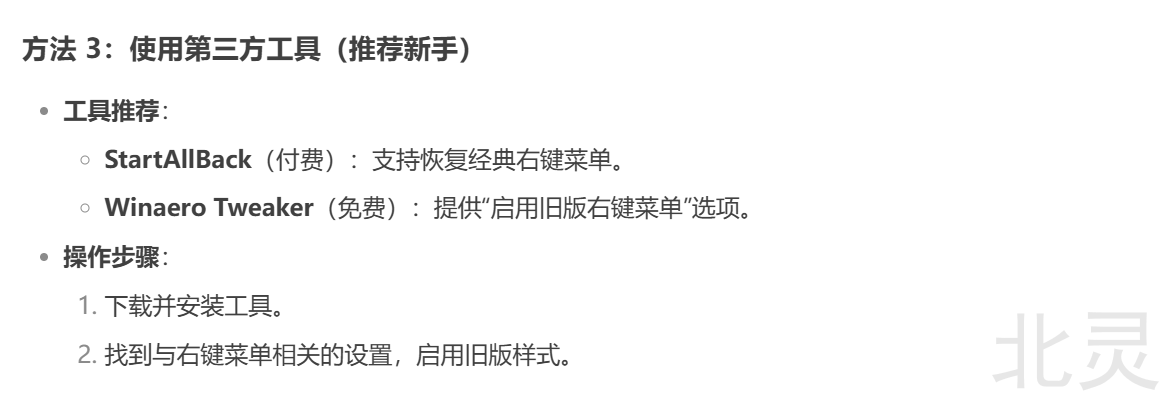 方法 3：使用第三方工具（推荐新手）
工具推荐：
StartAllBack（付费）：支持恢复经典右键菜单。
Winaero Tweaker（免费）：提供“启用旧版右键菜单”选项。
操作步骤：
1. 下载并安装工具。
2. 找到与右键菜单相关的设置，启用旧版样式。
北灵